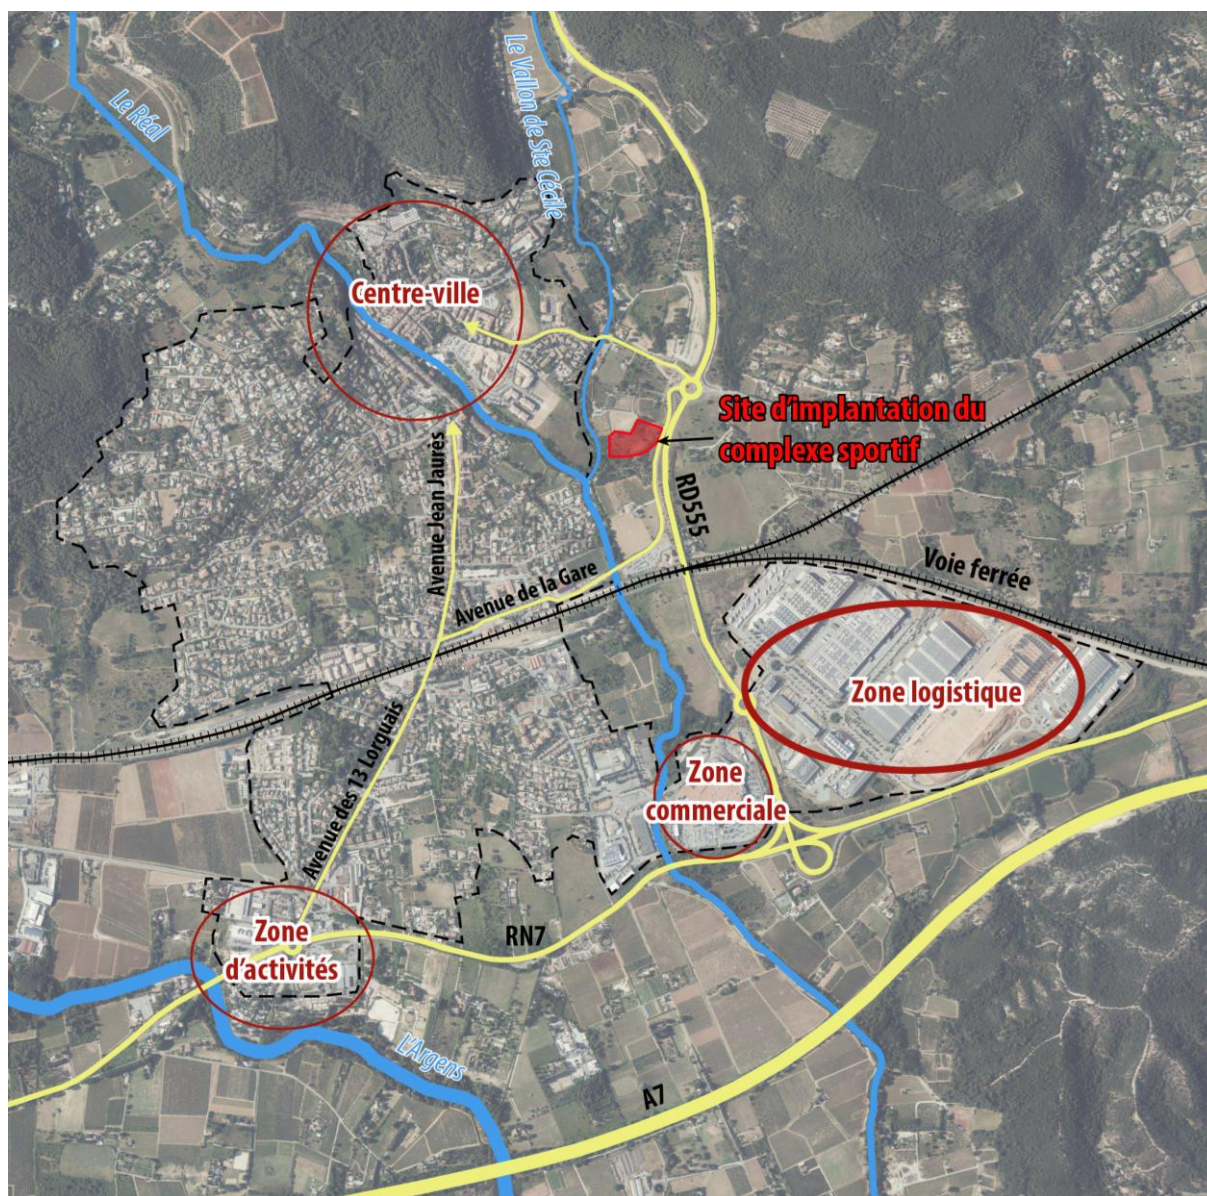 Le Réal
Le Vallon de Ste Cécile
Centre-ville
Site d'implantation du
complexe sportif
Avenue Jean Jaurès
RD555
Avenue de la Gare
Voie ferrée
Zone logistique
Avenue des 13 Lorguais
Zone
commerciale
Zone
d'activités
RN7
L'Argens
A7